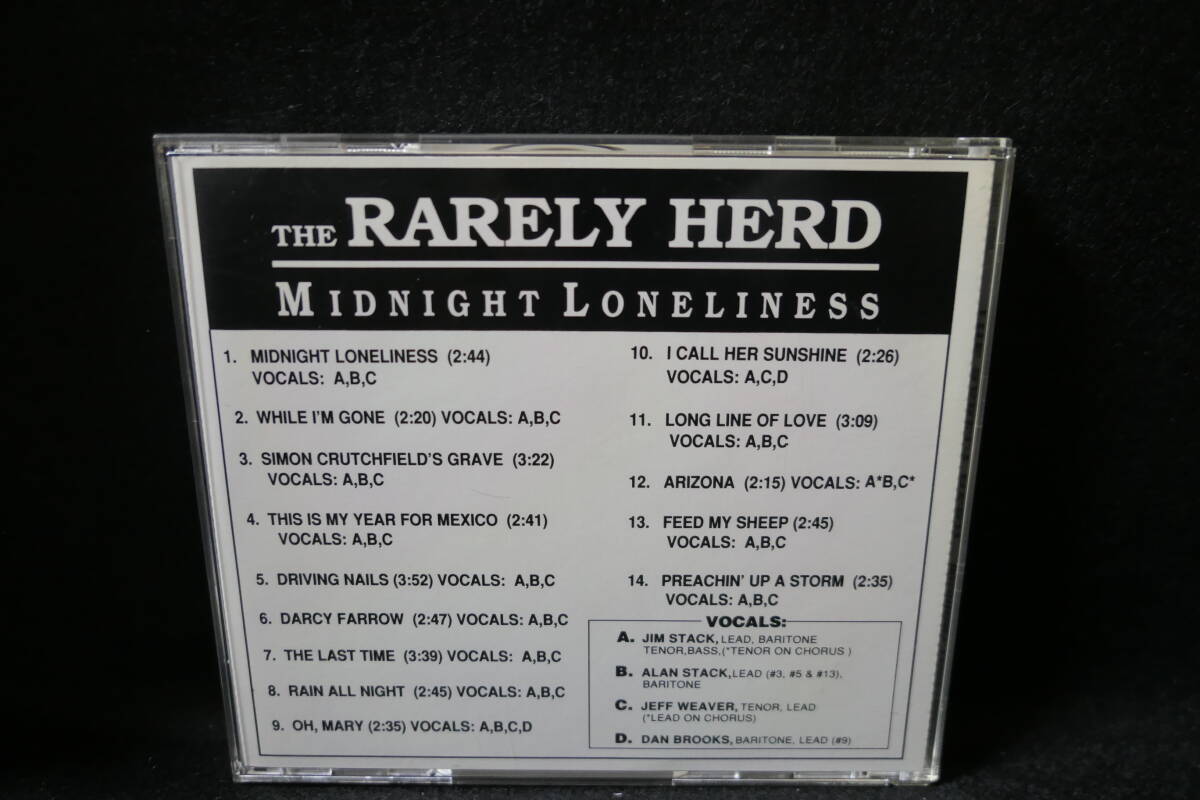 THE RARELY HERD
MIDNIGHT LONELINESS
1. MIDNIGHT LONELINESS (2:44)
VOCALS: A,B,C
2. WHILE I'M GONE (2:20) VOCALS: A,B,C
3. SIMON CRUTCHFIELD'S GRAVE (3:22)
VOCALS: A,B,C
4. THIS IS MY YEAR FOR MEXICO (2:41)
VOCALS: A,B,C
5. DRIVING NAILS (3:52) VOCALS: A,B,C
6. DARCY FARROW (2:47) VOCALS: A,B,C
7. THE LAST TIME (3:39) VOCALS: A,B,C
8. RAIN ALL NIGHT (2:45) VOCALS: A,B,C
9. OH, MARY (2:35) VOCALS: A,B,C,D
10. I CALL HER SUNSHINE (2:26)
VOCALS: A,C,D
11. LONG LINE OF LOVE (3:09)
VOCALS: A,B,C
12. ARIZONA (2:15) VOCALS: A*B,C*
13. FEED MY SHEEP (2:45)
VOCALS: A,B,C
14. PREACHIN' UP A STORM (2:35)
VOCALS: A,B,C
VOCALS:
A. JIM STACK, LEAD, BARITONE
TENOR,BASS,(*TENOR ON CHORUS )
B. ALAN STACK,LEAD (#3, #5 & #13),
BARITONE
C. JEFF WEAVER, TENOR, LEAD
(*LEAD ON CHORUS)
D. DAN BROOKS, BARITONE, LEAD (#9)